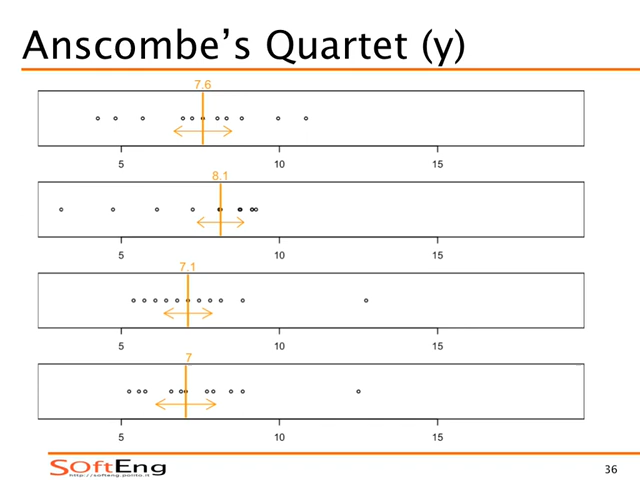 Anscombe's Quartet (y)
7.6
5 10 15
8.1
5 10 15
7.1
5 10 15
7
5 10 15
SOftEng
http://softeng.polito.it
36